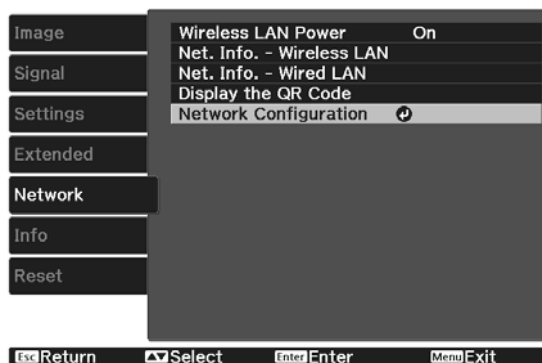 Image
Signal
Settings
Extended
Network
Info
Reset
Wireless LAN Power On
Net. Info. - Wireless LAN
Net. Info. - Wired LAN
Display the QR Code
Network Configuration
Esc Return Select Enter Enter Menu Exit